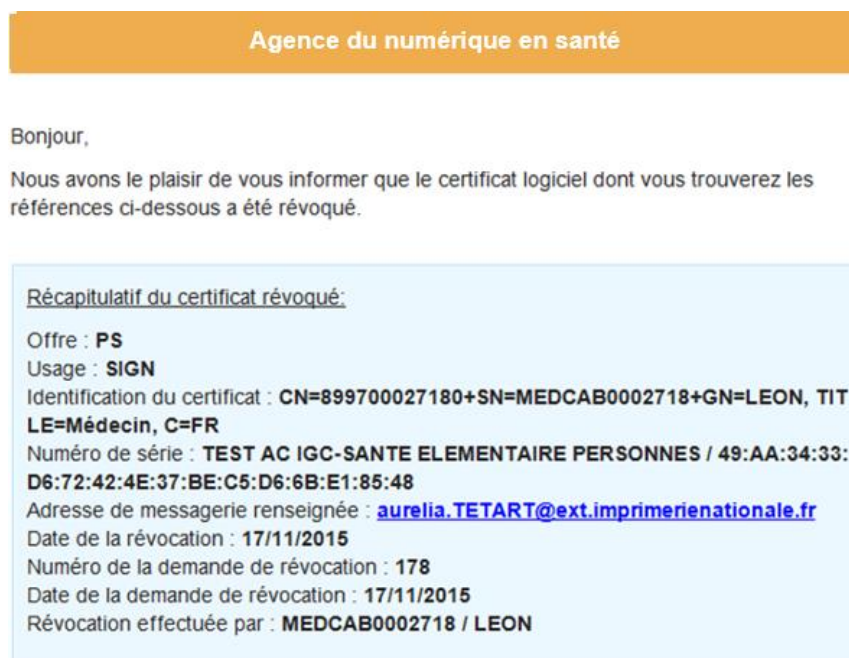 Agence du numérique en santé
Bonjour,
Nous avons le plaisir de vous informer que le certificat logiciel dont vous trouverez les
références ci-dessous a été révoqué.
Récapitulatif du certificat révoqué:
Offre : PS
Usage : SIGN
Identification du certificat : CN=899700027180+SN=MEDCAB0002718+GN=LEON, TIT
LE=Médecin, C=FR
Numéro de série : TEST AC IGC-SANTE ELEMENTAIRE PERSONNES / 49:AA:34:33:
D6:72:42:4E:37:BE:C5:D6:6B:E1:85:48
Adresse de messagerie renseignée : aurelia.TETART@ext.imprimerienationale.fr
Date de la révocation : 17/11/2015
Numéro de la demande de révocation : 178
Date de la demande de révocation : 17/11/2015
Révocation effectuée par : MEDCAB0002718 / LEON